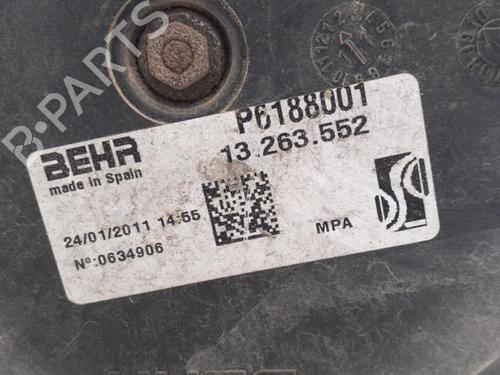 B-PARTS
P6188001
13.263.552
BEHR
made in Spain
24/01/2011 14:55
Nº:0634906
MPA